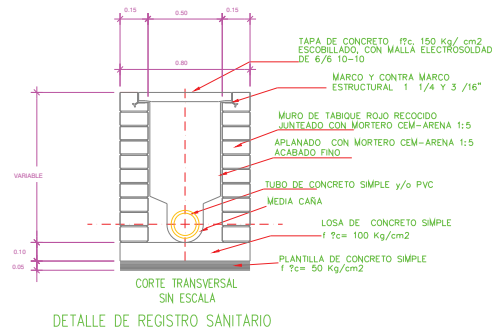 0.15
0.50
0.15
0.80
TAPA DE CONCRETO f?c, 150 Kg/ cm2
ESCOBILLADO, CON MALLA ELECTROSOLDAD
DE 6/6 10-10
MARCO Y CONTRA MARCO
ESTRUCTURAL 1 1/4 Y 3 /16"
MURO DE TABIQUE ROJO RECOCIDO
JUNTEADO CON MORTERO CEM-ARENA 1:5
APLANADO CON MORTERO CEM-ARENA 1:5
ACABADO FINO
VARIABLE
TUBO DE CONCRETO SIMPLE y/o PVC
MEDIA CAÑA
LOSA DE CONCRETO SIMPLE
f ?c= 100 Kg/cm2
0.10
0.05
PLANTILLA DE CONCRETO SIMPLE
f ?c= 50 Kg/cm2
CORTE TRANSVERSAL
SIN ESCALA
DETALLE DE REGISTRO SANITARIO